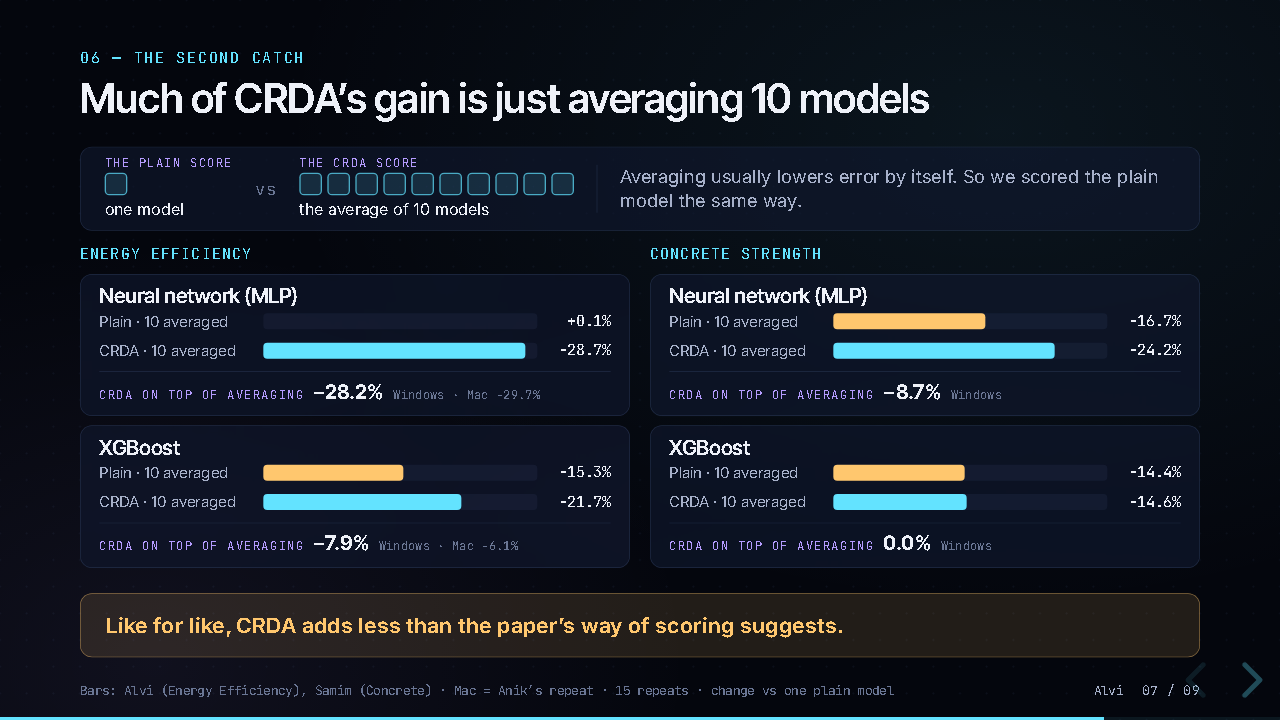 06 — THE SECOND CATCH
Much of CRDA’s gain is just averaging 10 models
THE PLAIN SCORE
one model
VS
THE CRDA SCORE
the average of 10 models
Averaging usually lowers error by itself. So we scored the plain
model the same way.
ENERGY EFFICIENCY
Neural network (MLP)
Plain · 10 averaged +0.1%
CRDA · 10 averaged -28.7%
CRDA ON TOP OF AVERAGING −28.2% Windows · Mac -29.7%
XGBoost
Plain · 10 averaged -15.3%
CRDA · 10 averaged -21.7%
CRDA ON TOP OF AVERAGING −7.9% Windows · Mac -6.1%
CONCRETE STRENGTH
Neural network (MLP)
Plain · 10 averaged -16.7%
CRDA · 10 averaged -24.2%
CRDA ON TOP OF AVERAGING −8.7% Windows
XGBoost
Plain · 10 averaged -14.4%
CRDA · 10 averaged -14.6%
CRDA ON TOP OF AVERAGING 0.0% Windows
Like for like, CRDA adds less than the paper’s way of scoring suggests.
Bars: Alvi (Energy Efficiency), Samim (Concrete) · Mac = Anik’s repeat · 15 repeats · change vs one plain model
Alvi 07 / 09